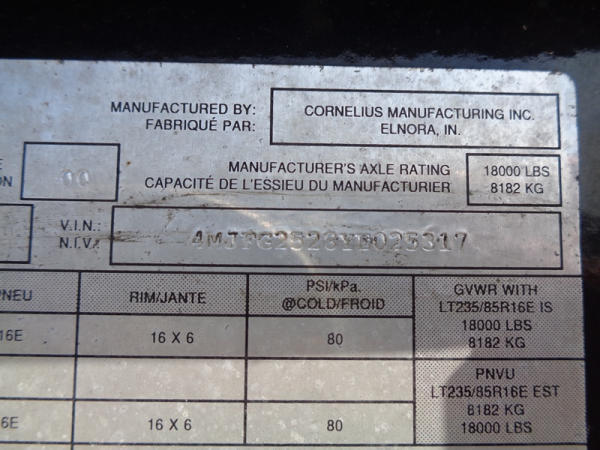 MANUFACTURED BY:
FABRIQUÉ PAR:
CORNELIUS MANUFACTURING INC.
ELNORA, IN.
00
MANUFACTURER'S AXLE RATING
CAPACITÉ DE L'ESSIEU DU MANUFACTURIER
18000 LBS
8182 KG
V.I.N.:
N.I.V.:
4MJFG2528YE025317
PNEU
RIM/JANTE
PSI/kPa.
@COLD/FROID
GVWR WITH
LT235/85R16E IS
18000 LBS
8182 KG
16E
16 X 6
80
PNVU
LT235/85R16E EST
8182 KG
18000 LBS
16E
16 X 6
80